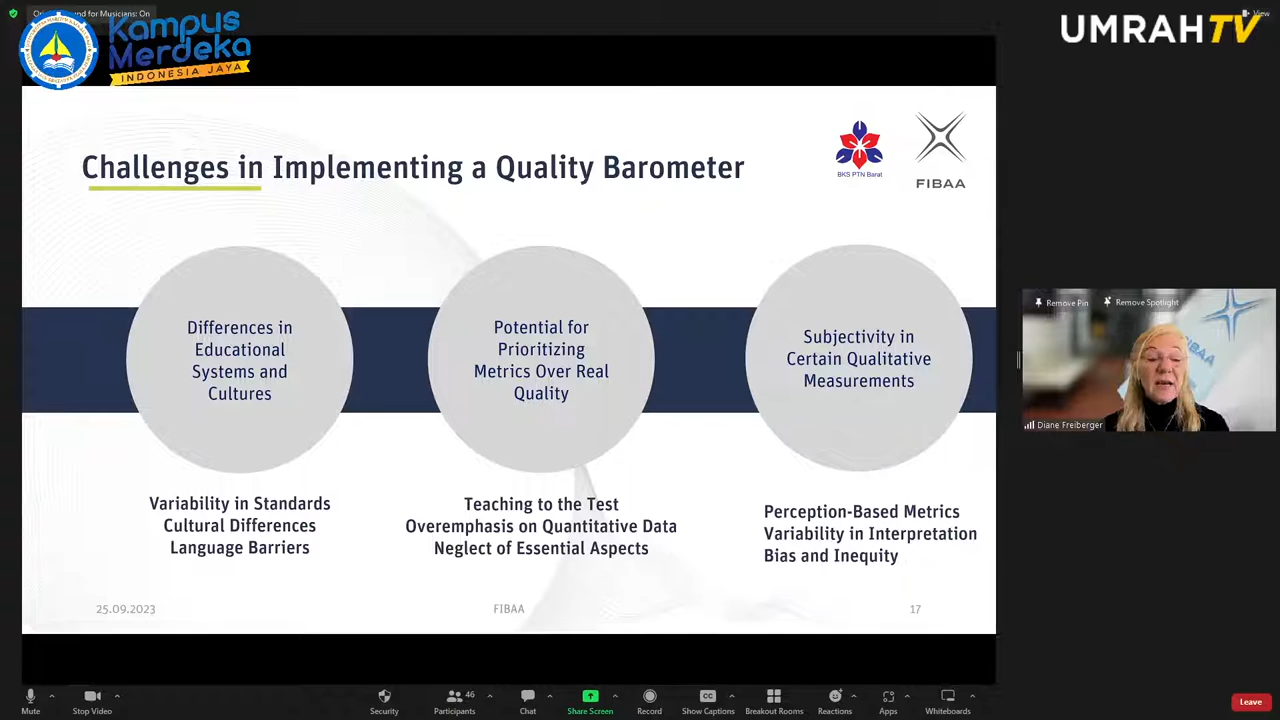 for Musicians: On
View
Kampus
Merdeka
INDONESIA JAYA
UMRAHTV
Challenges in Implementing a Quality Barometer
BKS PTN Barat
FIBAA
Differences in
Educational
Systems and
Cultures
Potential for
Prioritizing
Metrics Over Real
Quality
Subjectivity in
Certain Qualitative
Measurements
Variability in Standards
Cultural Differences
Language Barriers
Teaching to the Test
Overemphasis on Quantitative Data
Neglect of Essential Aspects
Perception-Based Metrics
Variability in Interpretation
Bias and Inequity
25.09.2023
FIBAA
17
Remove Pin
Remove Spotlight
Diane Freiberger
Mute
Stop Video
Security
46
Participants
Chat
Share Screen
Record
CC
Show Captions
Breakout Rooms
Reactions
Apps
Whiteboards
Leave